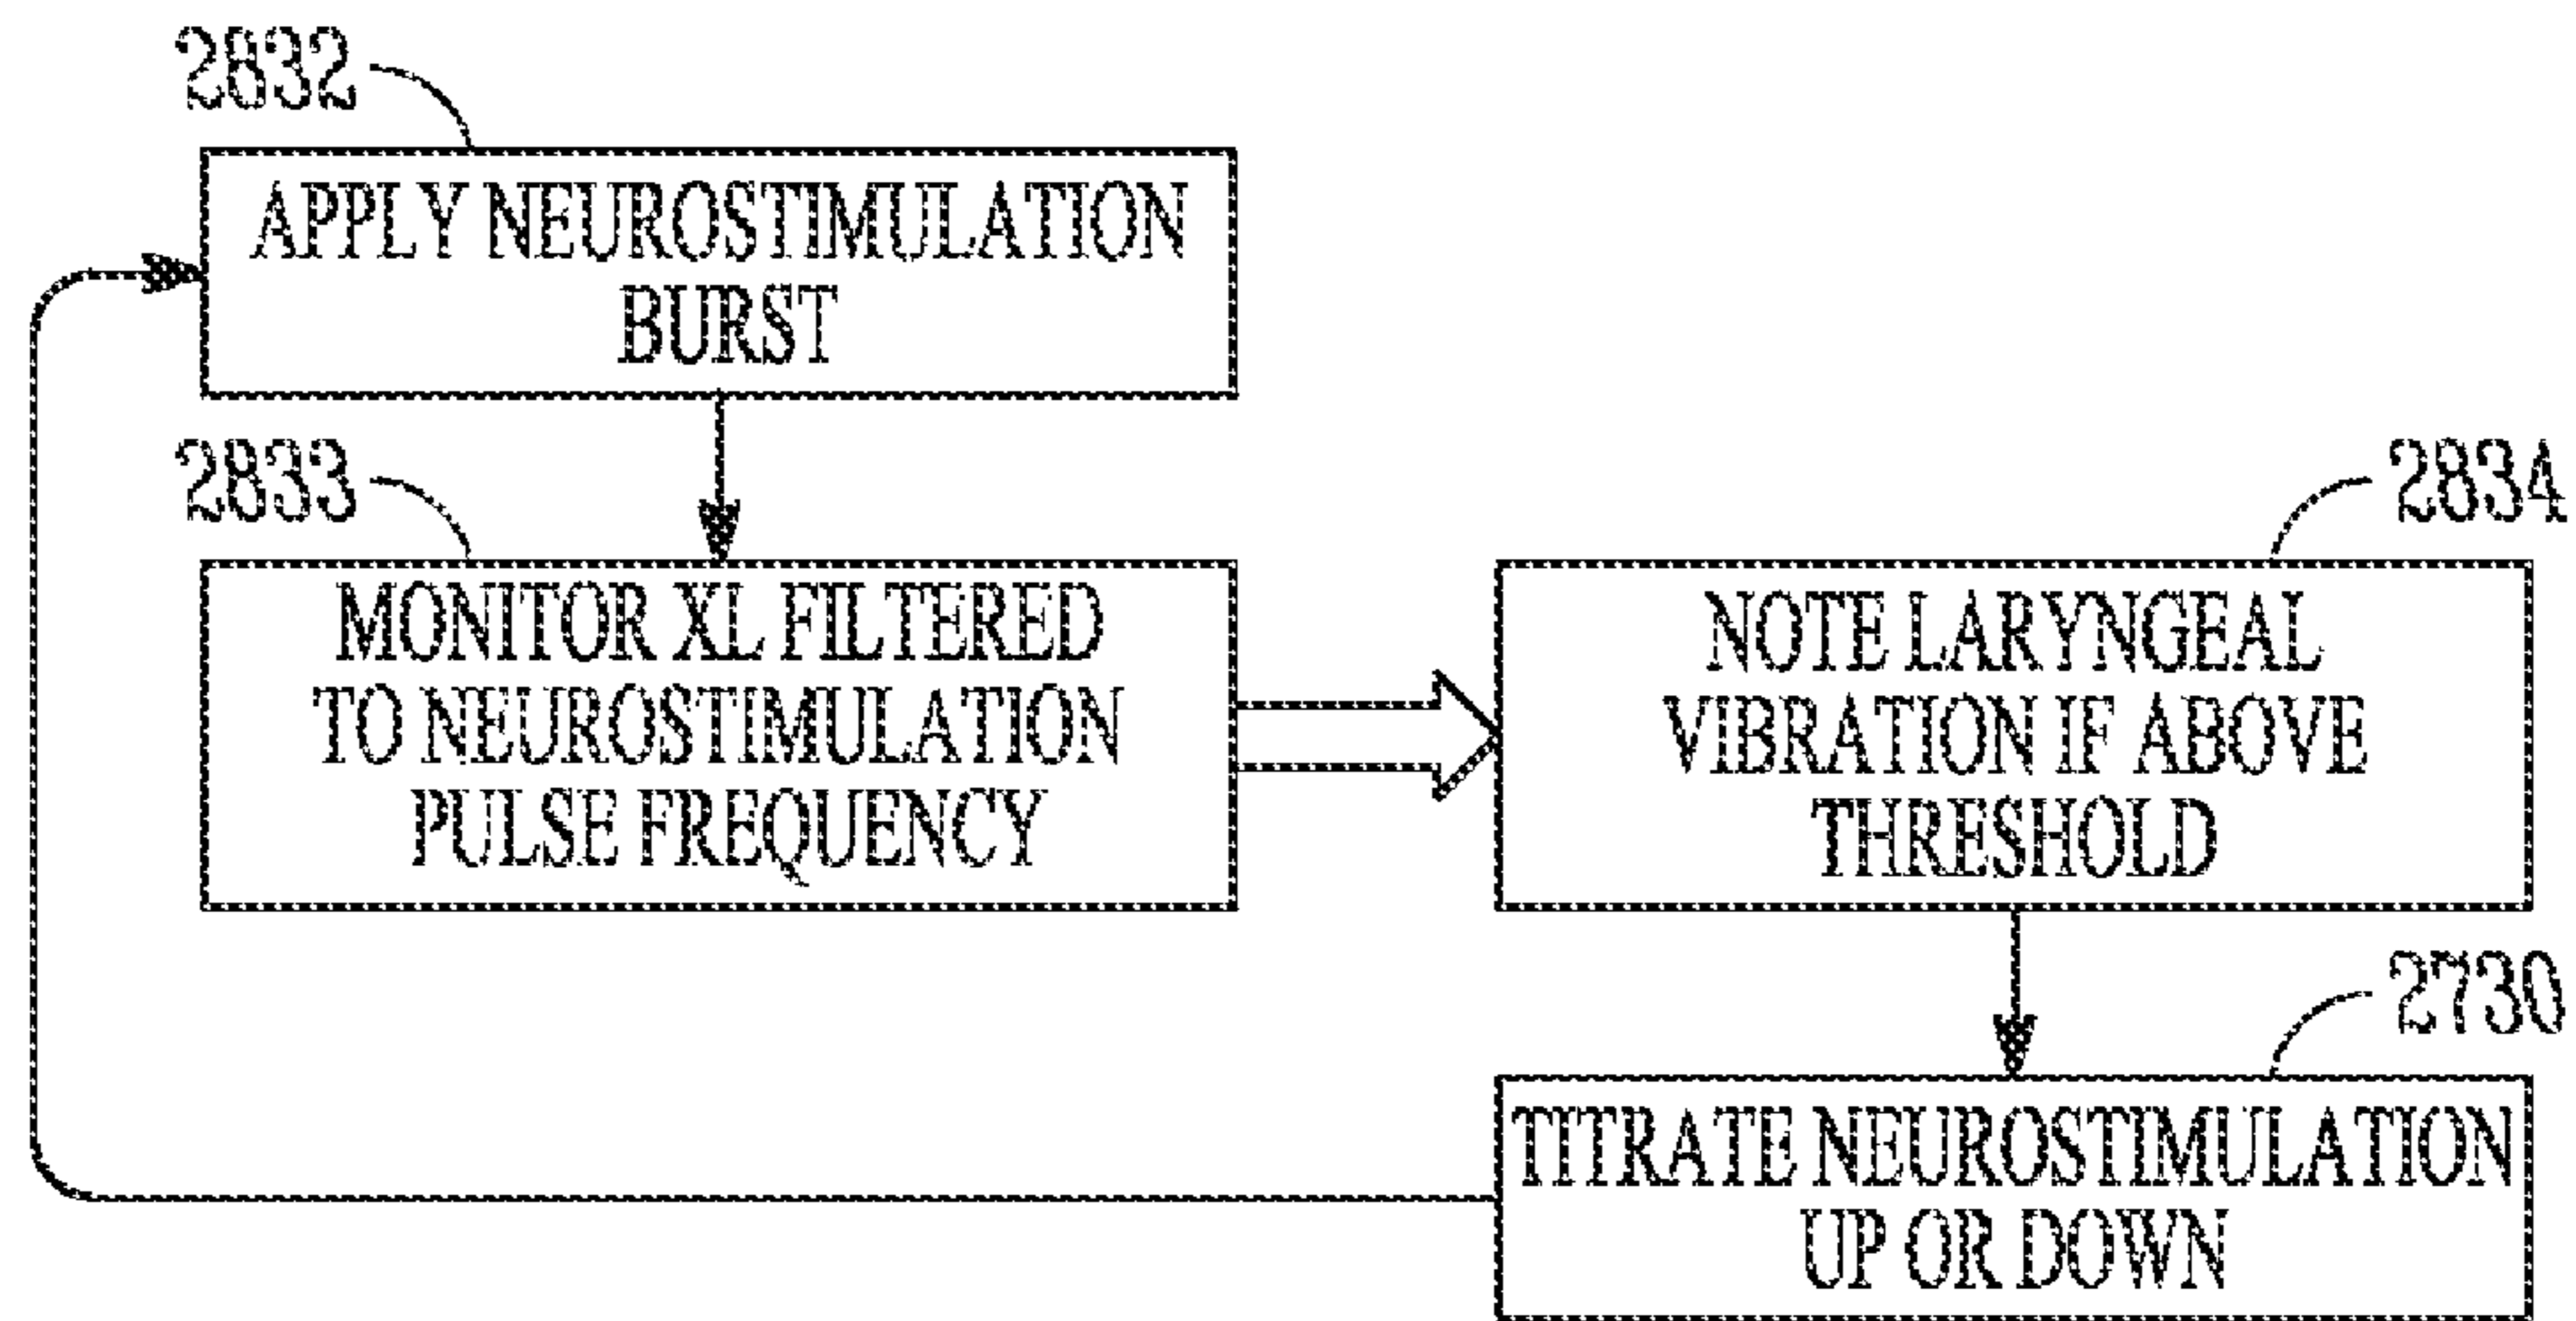 2832
APPLY NEUROSTIMULATION
BURST
2833
MONITOR XL FILTERED
TO NEUROSTIMULATION
PULSE FREQUENCY
2834
NOTE LARYNGEAL
VIBRATION IF ABOVE
THRESHOLD
2730
TITRATE NEUROSTIMULATION
UP OR DOWN